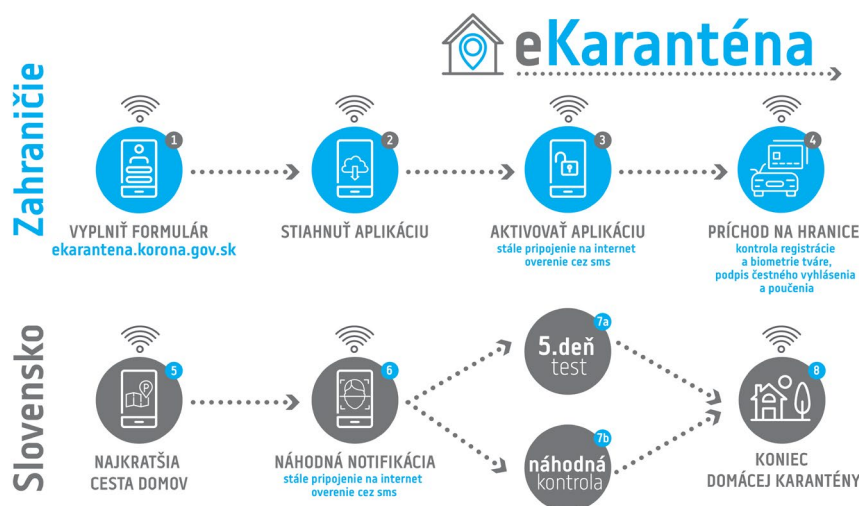 eKaranténa
Zahraničie
1
VYPLNIŤ FORMULÁR
ekarantena.korona.gov.sk
2
STIAHNUŤ APLIKÁCIU
3
AKTIVOVAŤ APLIKÁCIU
stále pripojenie na internet
overenie cez sms
4
PRÍCHOD NA HRANICE
kontrola registrácie
a biometrie tváre,
podpis čestného vyhlásenia
a poučenia
Slovensko
5
NAJKRATŠIA
CESTA DOMOV
6
NÁHODNÁ NOTIFIKÁCIA
stále pripojenie na internet
overenie cez sms
7a
5.deň
test
7b
náhodná
kontrola
8
KONIEC
DOMÁCEJ KARANTÉNY
P